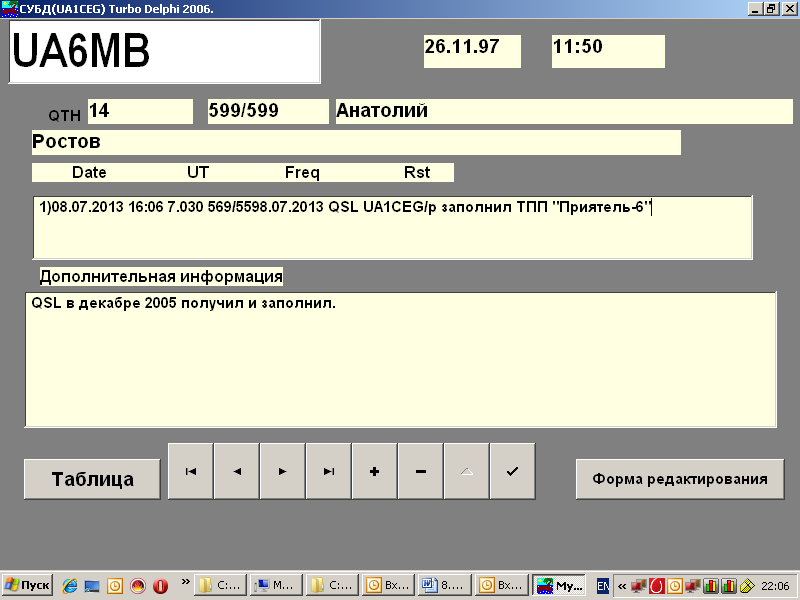 СУБД(UA1CEG) Turbo Delphi 2006.
UA6MB
26.11.97 11:50
QTH 14 599/599 Анатолий
Ростов
Date UT Freq Rst
1)08.07.2013 16:06 7.030 569/5598.07.2013 QSL UA1CEG/p заполнил ТПП "Приятель-6"
Дополнительная информация
QSL в декабре 2005 получил и заполнил.
Таблица
Форма редактирования
Пуск » C:... M... C:... Вх... 8.... Вх... My... EN « 22:06